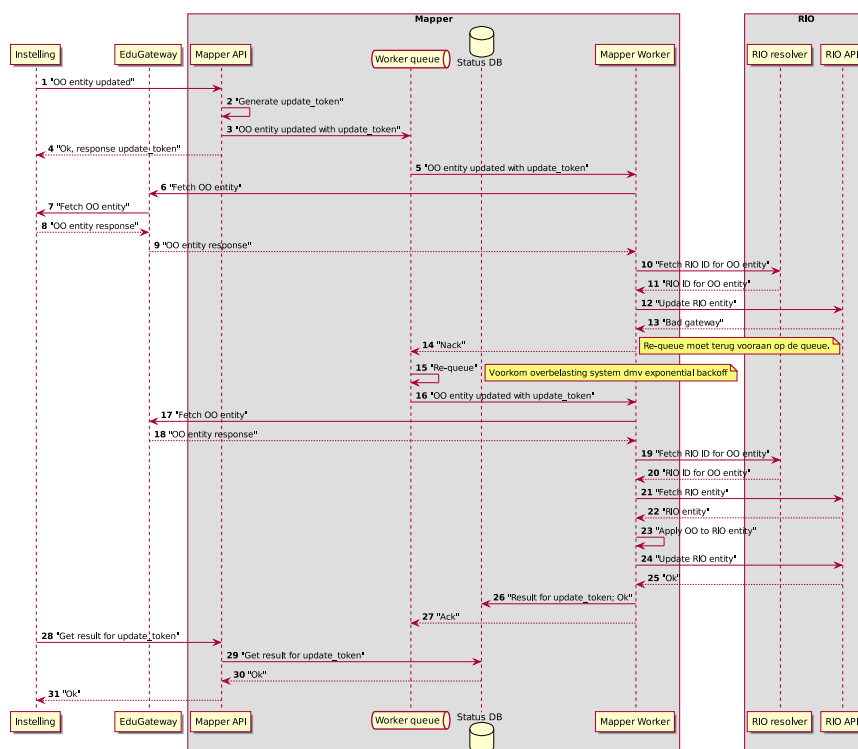 Mapper
RIO
Instelling
EduGateway
Mapper API
Worker queue
Status DB
Mapper Worker
RIO resolver
RIO API
1 "OO entity updated"
2 "Generate update_token"
3 "OO entity updated with update_token"
4 "Ok, response update_token"
5 "OO entity updated with update_token"
6 "Fetch OO entity"
7 "Fetch OO entity"
8 "OO entity response"
9 "OO entity response"
10 "Fetch RIO ID for OO entity"
11 "RIO ID for OO entity"
12 "Update RIO entity"
13 "Bad gateway"
14 "Nack"
Re-queue moet terug vooraan op de queue.
15 "Re-queue"
Voorkom overbelasting system dmv exponential backoff
16 "OO entity updated with update_token"
17 "Fetch OO entity"
18 "OO entity response"
19 "Fetch RIO ID for OO entity"
20 "RIO ID for OO entity"
21 "Fetch RIO entity"
22 "RIO entity"
23 "Apply OO to RIO entity"
24 "Update RIO entity"
25 "Ok"
26 "Result for update_token; Ok"
27 "Ack"
28 "Get result for update_token"
29 "Get result for update_token"
30 "Ok"
31 "Ok"
Instelling
EduGateway
Mapper API
Worker queue
Status DB
Mapper Worker
RIO resolver
RIO API